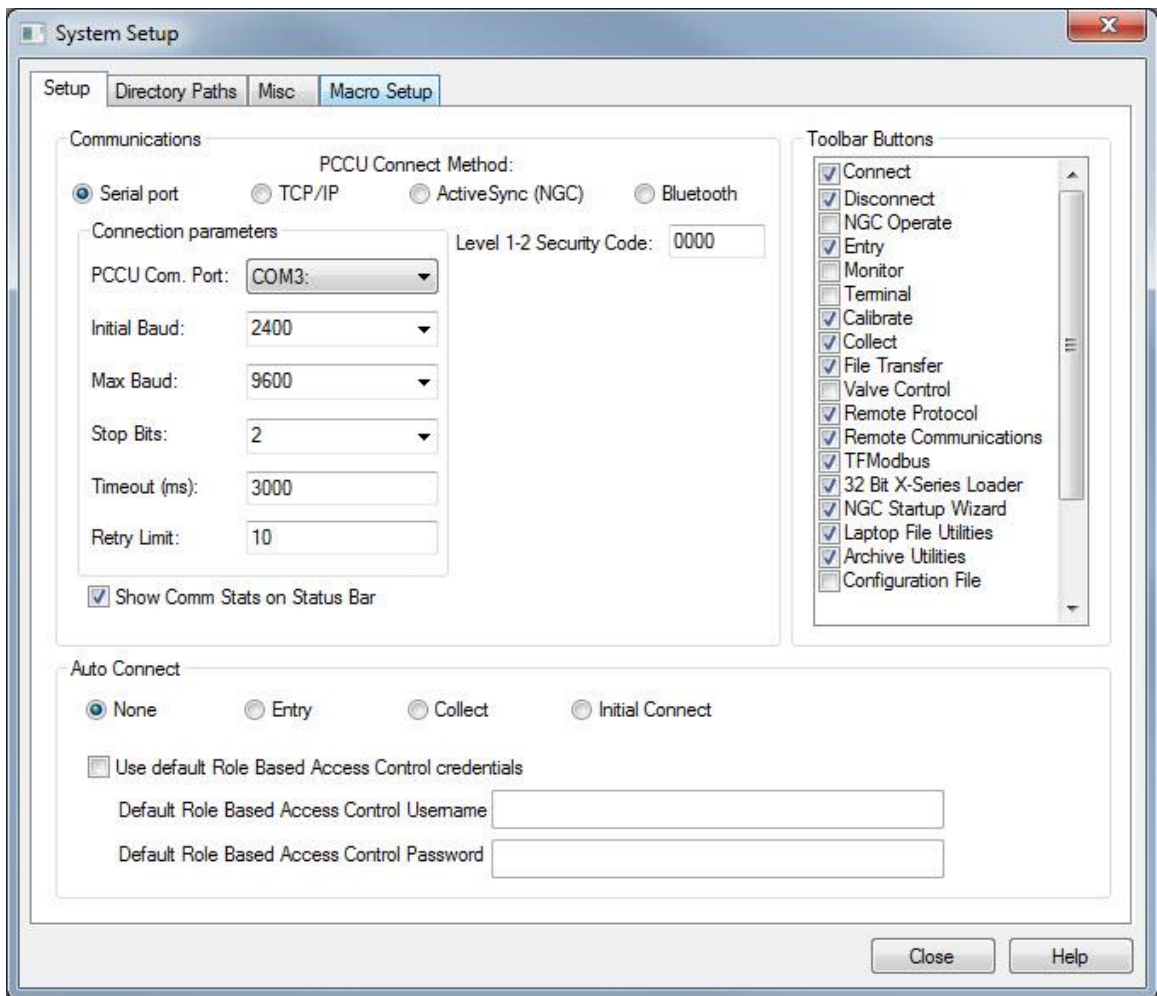 System Setup
Setup Directory Paths Misc Macro Setup
Communications
PCCU Connect Method:
Serial port TCP/IP ActiveSync (NGC) Bluetooth
Connection parameters
Level 1-2 Security Code: 0000
PCCU Com. Port: COM3:
Initial Baud: 2400
Max Baud: 9600
Stop Bits: 2
Timeout (ms): 3000
Retry Limit: 10
Show Comm Stats on Status Bar
Toolbar Buttons
Connect
Disconnect
NGC Operate
Entry
Monitor
Terminal
Calibrate
Collect
File Transfer
Valve Control
Remote Protocol
Remote Communications
TFModbus
32 Bit X-Series Loader
NGC Startup Wizard
Laptop File Utilities
Archive Utilities
Configuration File
Auto Connect
None Entry Collect Initial Connect
Use default Role Based Access Control credentials
Default Role Based Access Control Username
Default Role Based Access Control Password
Close Help